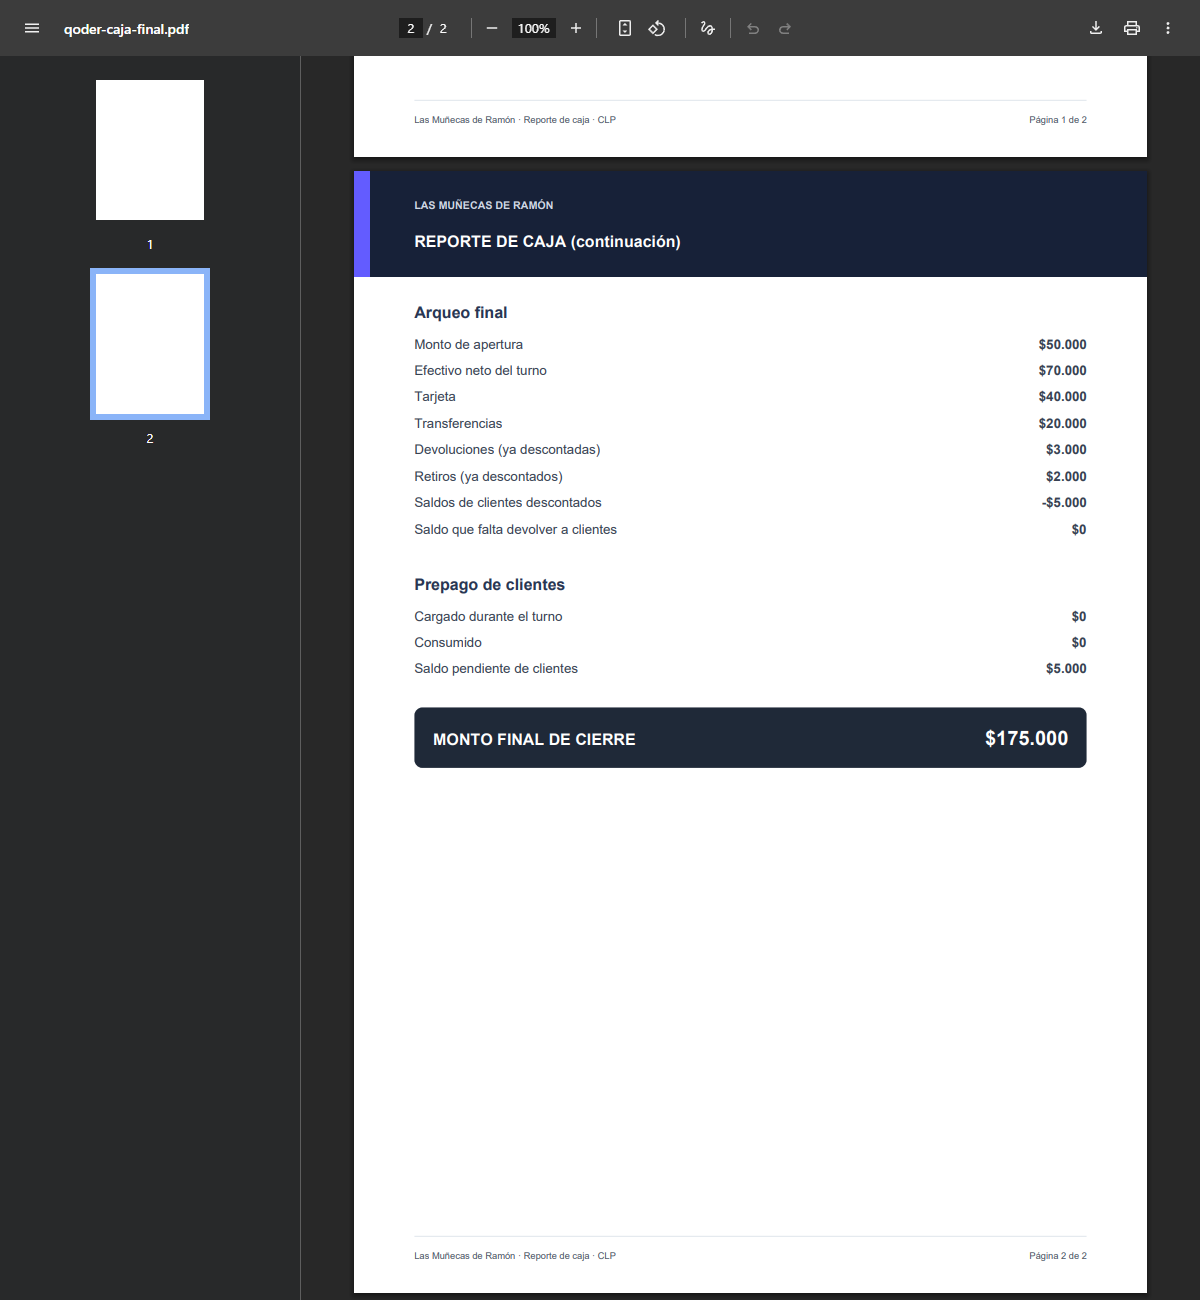 qoder-caja-final.pdf
2 / 2
100%
1
2
Las Muñecas de Ramón · Reporte de caja · CLP Página 1 de 2
LAS MUÑECAS DE RAMÓN
REPORTE DE CAJA (continuación)
Arqueo final
Monto de apertura $50.000
Efectivo neto del turno $70.000
Tarjeta $40.000
Transferencias $20.000
Devoluciones (ya descontadas) $3.000
Retiros (ya descontados) $2.000
Saldos de clientes descontados -$5.000
Saldo que falta devolver a clientes $0
Prepago de clientes
Cargado durante el turno $0
Consumido $0
Saldo pendiente de clientes $5.000
MONTO FINAL DE CIERRE $175.000
Las Muñecas de Ramón · Reporte de caja · CLP Página 2 de 2